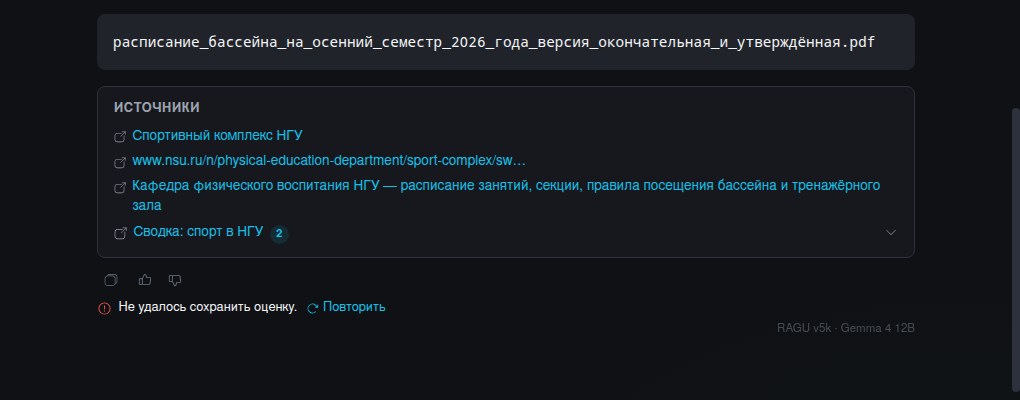 расписание_бассейна_на_осенний_семестр_2026_года_версия_окончательная_и_утверждённая.pdf
ИСТОЧНИКИ
Спортивный комплекс НГУ
www.nsu.ru/n/physical-education-department/sport-complex/sw…
Кафедра физического воспитания НГУ — расписание занятий, секции, правила посещения бассейна и тренажёрного
зала
Сводка: спорт в НГУ 2
Не удалось сохранить оценку. Повторить
RAGU v5k · Gemma 4 12B